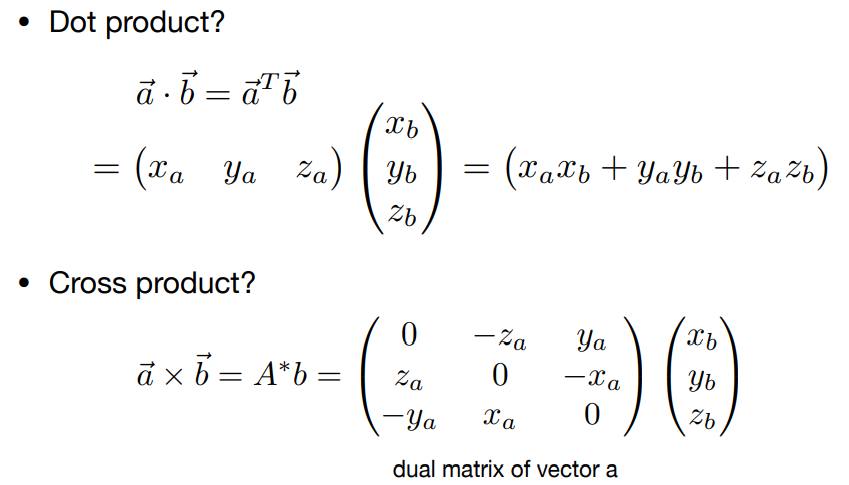 • Dot product?
$\vec{a} \cdot \vec{b} = \vec{a}^T \vec{b}$
$= \begin{pmatrix} x_a & y_a & z_a \end{pmatrix} \begin{pmatrix} x_b \\ y_b \\ z_b \end{pmatrix} = \begin{pmatrix} x_a x_b + y_a y_b + z_a z_b \end{pmatrix}$
• Cross product?
$\vec{a} \times \vec{b} = A^* b = \begin{pmatrix} 0 & -z_a & y_a \\ z_a & 0 & -x_a \\ -y_a & x_a & 0 \end{pmatrix} \begin{pmatrix} x_b \\ y_b \\ z_b \end{pmatrix}$
dual matrix of vector a